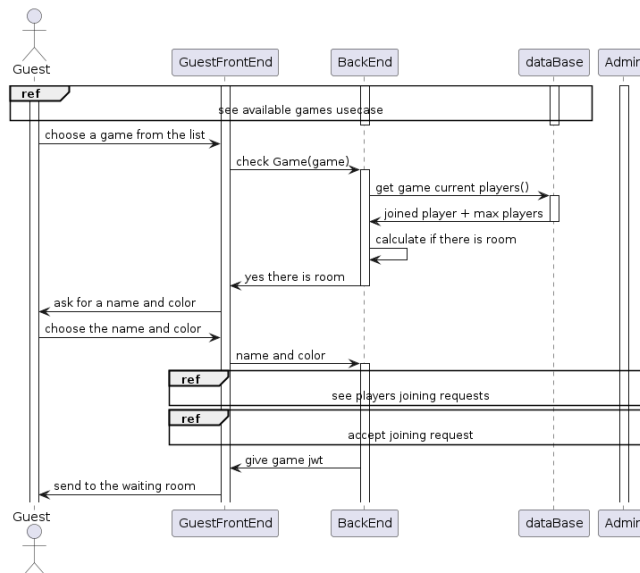 Guest
GuestFrontEnd
BackEnd
dataBase
Admin
ref
see available games usecase
choose a game from the list
check Game(game)
get game current players()
joined player + max players
calculate if there is room
yes there is room
ask for a name and color
choose the name and color
name and color
ref
see players joining requests
ref
accept joining request
give game jwt
send to the waiting room
Guest
GuestFrontEnd
BackEnd
dataBase
Admin